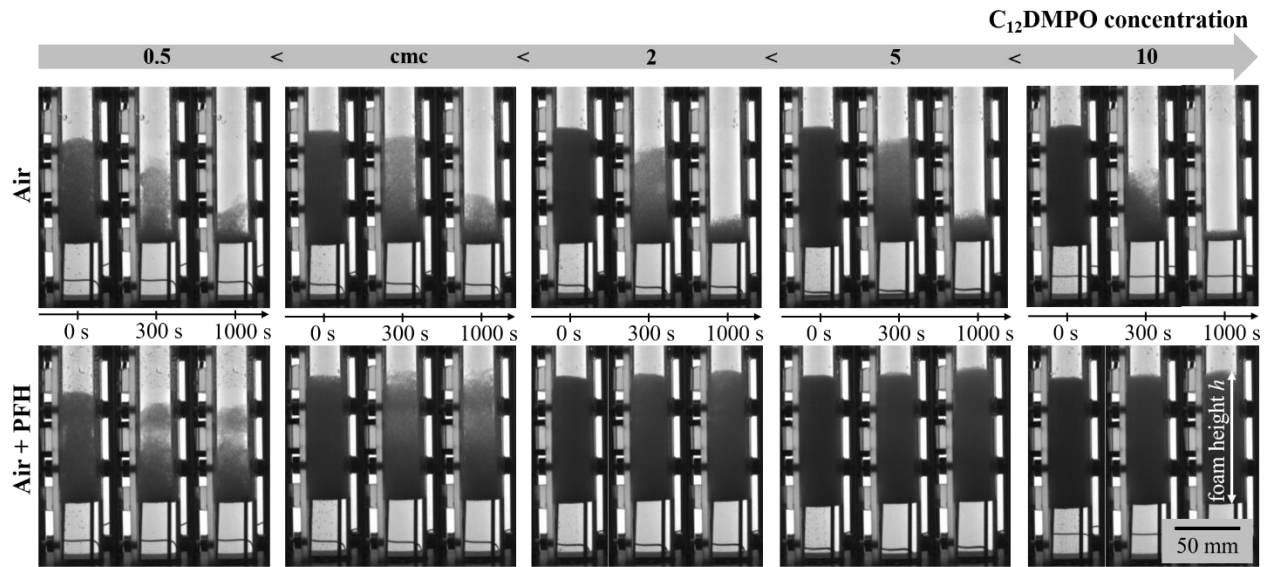 C₁₂DMPO concentration
0.5 < cmc < 2 < 5 < 10
Air
0 s 300 s 1000 s 0 s 300 s 1000 s 0 s 300 s 1000 s 0 s 300 s 1000 s 0 s 300 s 1000 s
Air + PFH
foam height h
50 mm